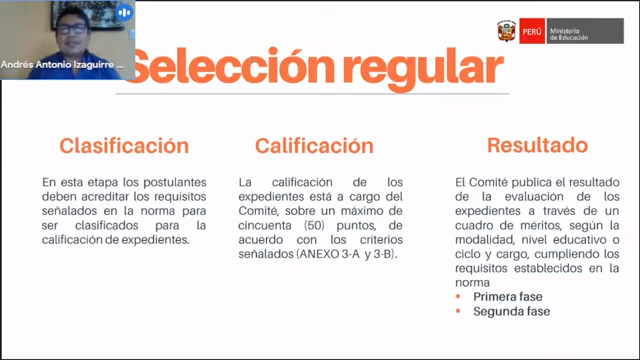 Andrés Antonio Izaguirre ...
PERÚ
Ministerio
de Educación
Selección regular
Clasificación
En esta etapa los postulantes
deben acreditar los requisitos
señalados en la norma para
ser clasificados para la
calificación de expedientes.
Calificación
La calificación de los
expedientes está a cargo del
Comité, sobre un máximo de
cincuenta (50) puntos, de
acuerdo con los criterios
señalados (ANEXO 3-A y 3-B).
Resultado
El Comité publica el resultado
de la evaluación de los
expedientes a través de un
cuadro de méritos, según la
modalidad, nivel educativo o
ciclo y cargo, cumpliendo los
requisitos establecidos en la
norma
▪ Primera fase
▪ Segunda fase